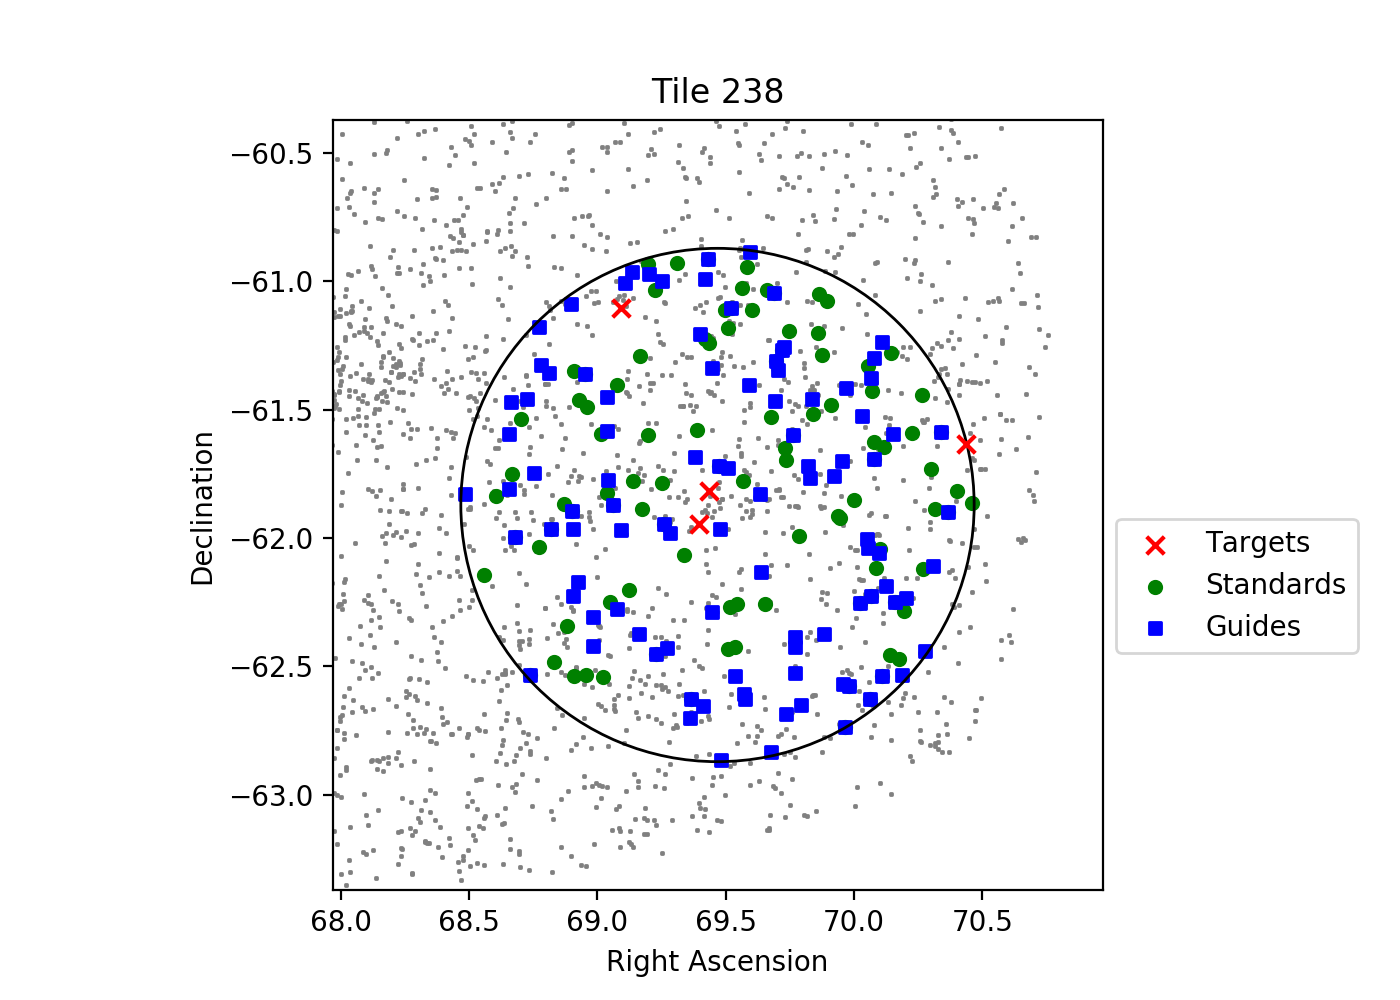 Tile 238
−60.5
−61.0
−61.5
−62.0
−62.5
−63.0
Declination
68.0 68.5 69.0 69.5 70.0 70.5
Right Ascension
Targets
Standards
Guides